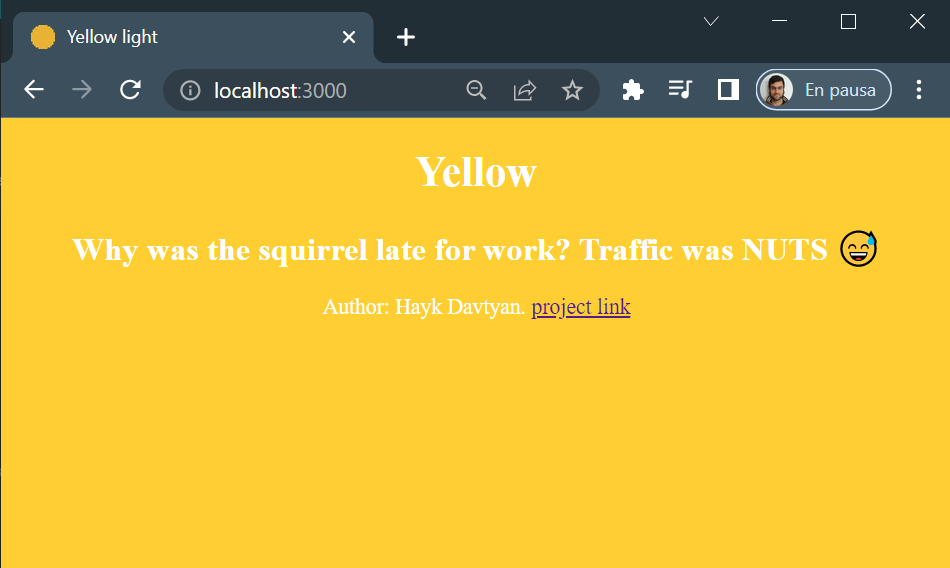 Yellow light
localhost:3000
En pausa
Yellow
Why was the squirrel late for work? Traffic was NUTS 😅
Author: Hayk Davtyan. project link